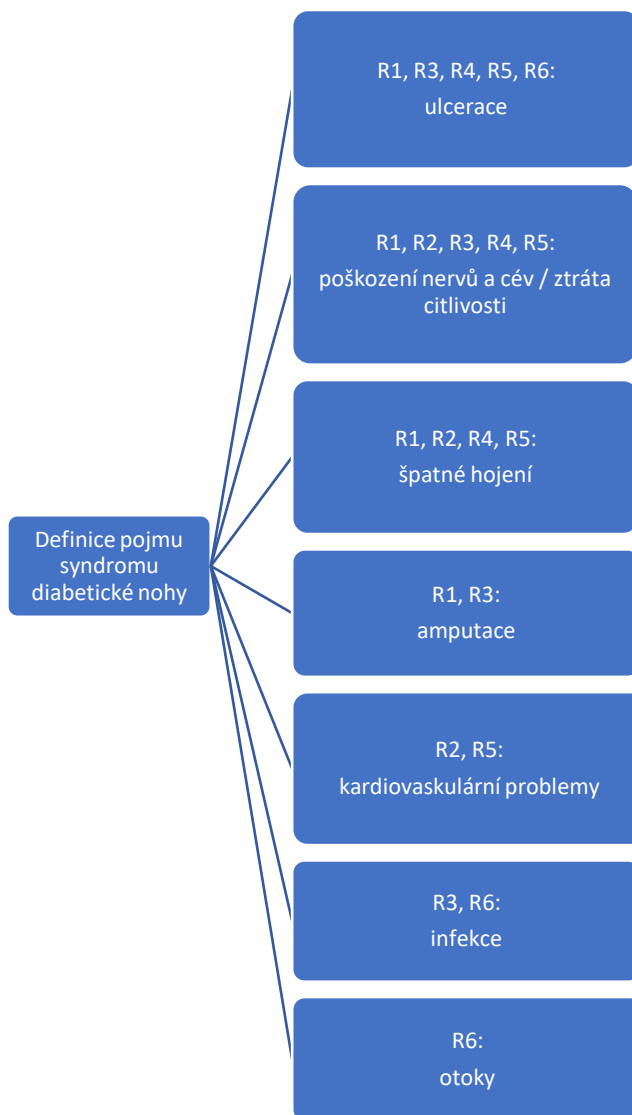 R1, R3, R4, R5, R6:
ulcerace
R1, R2, R3, R4, R5:
poškození nervů a cév / ztráta
citlivosti
R1, R2, R4, R5:
špatné hojení
Definice pojmu
syndromu
diabetické nohy
R1, R3:
amputace
R2, R5:
kardiovaskulární problemy
R3, R6:
infekce
R6:
otoky